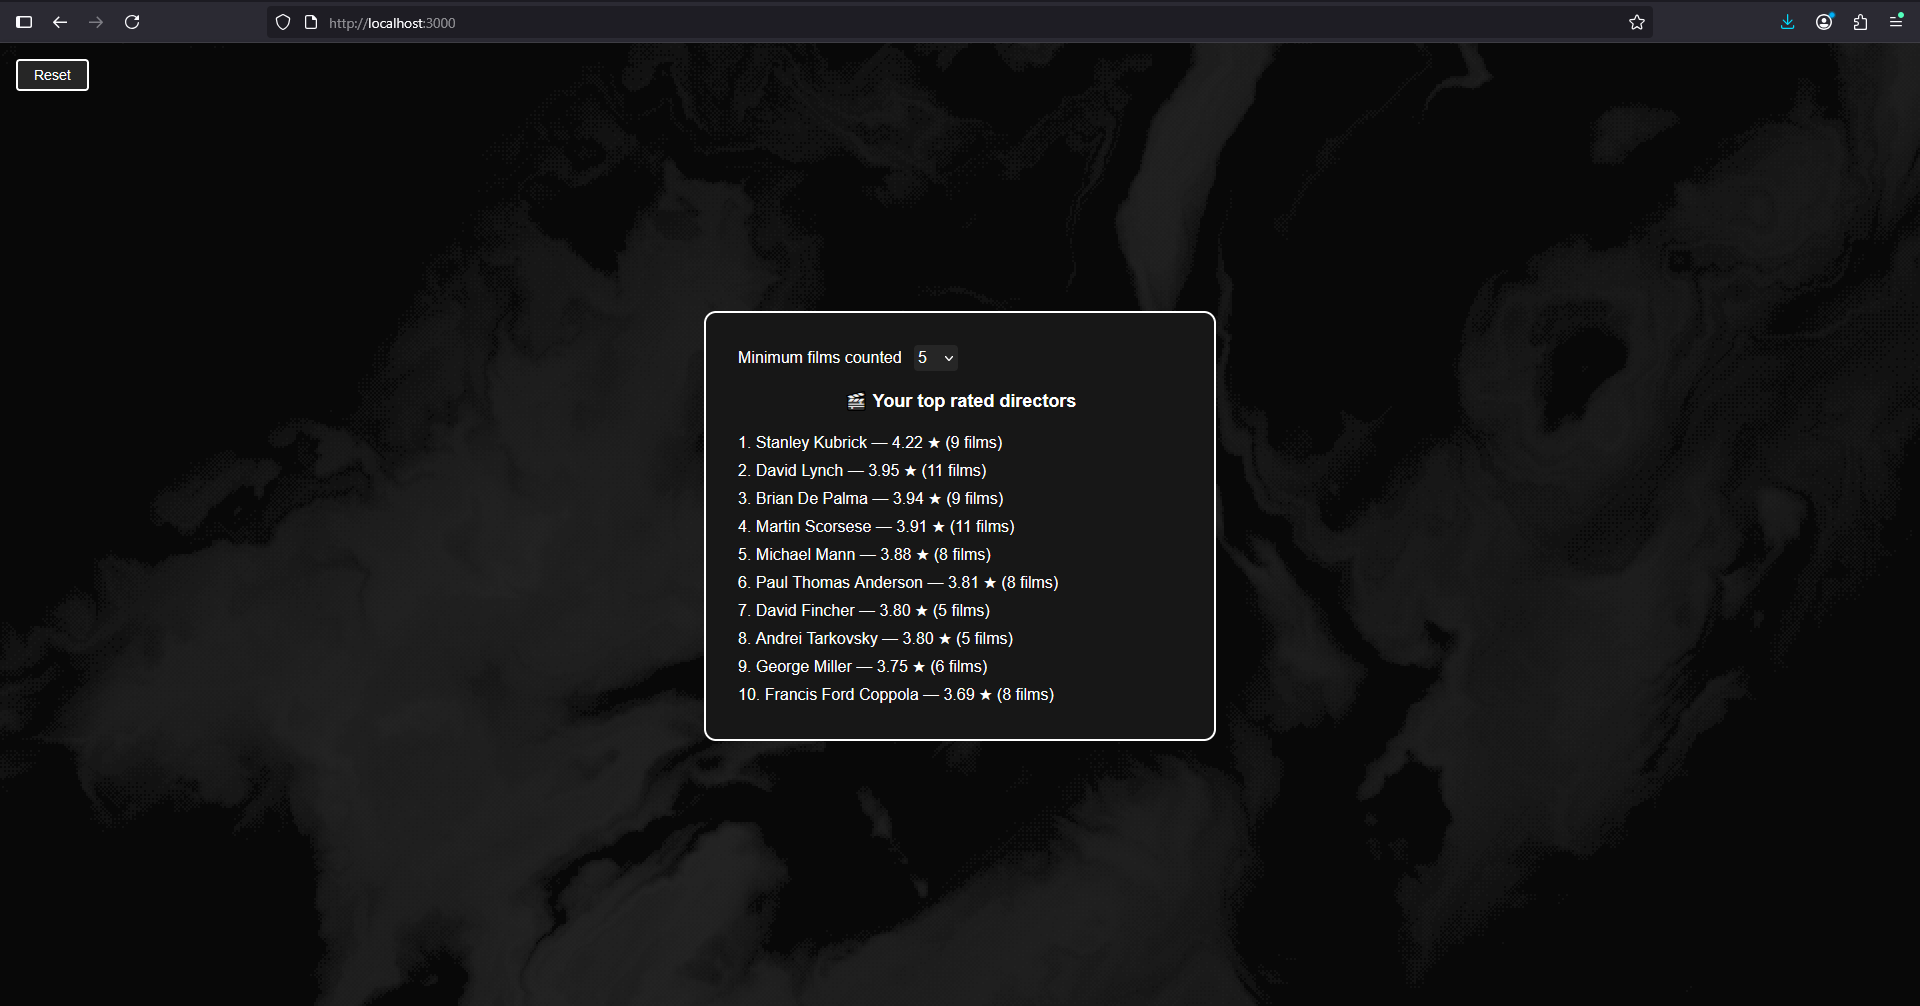 http://localhost:3000
Reset
Minimum films counted 5
🎬 Your top rated directors
1. Stanley Kubrick — 4.22 ★ (9 films)
2. David Lynch — 3.95 ★ (11 films)
3. Brian De Palma — 3.94 ★ (9 films)
4. Martin Scorsese — 3.91 ★ (11 films)
5. Michael Mann — 3.88 ★ (8 films)
6. Paul Thomas Anderson — 3.81 ★ (8 films)
7. David Fincher — 3.80 ★ (5 films)
8. Andrei Tarkovsky — 3.80 ★ (5 films)
9. George Miller — 3.75 ★ (6 films)
10. Francis Ford Coppola — 3.69 ★ (8 films)